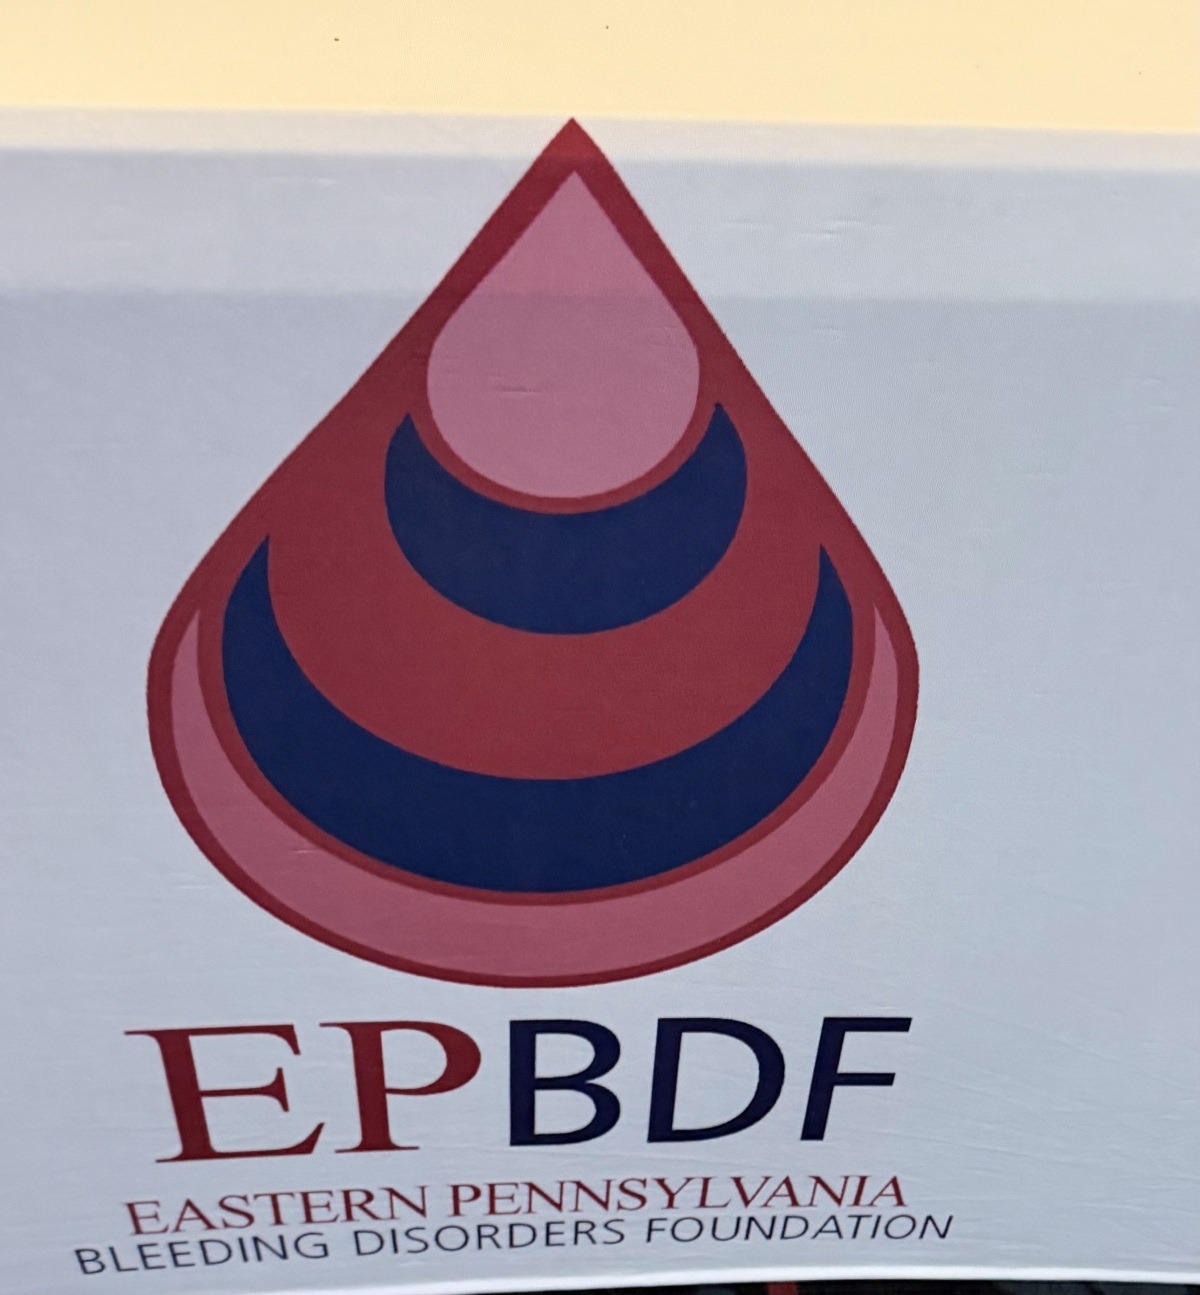 EPBDF
EASTERN PENNSYLVANIA
BLEEDING DISORDERS FOUNDATION